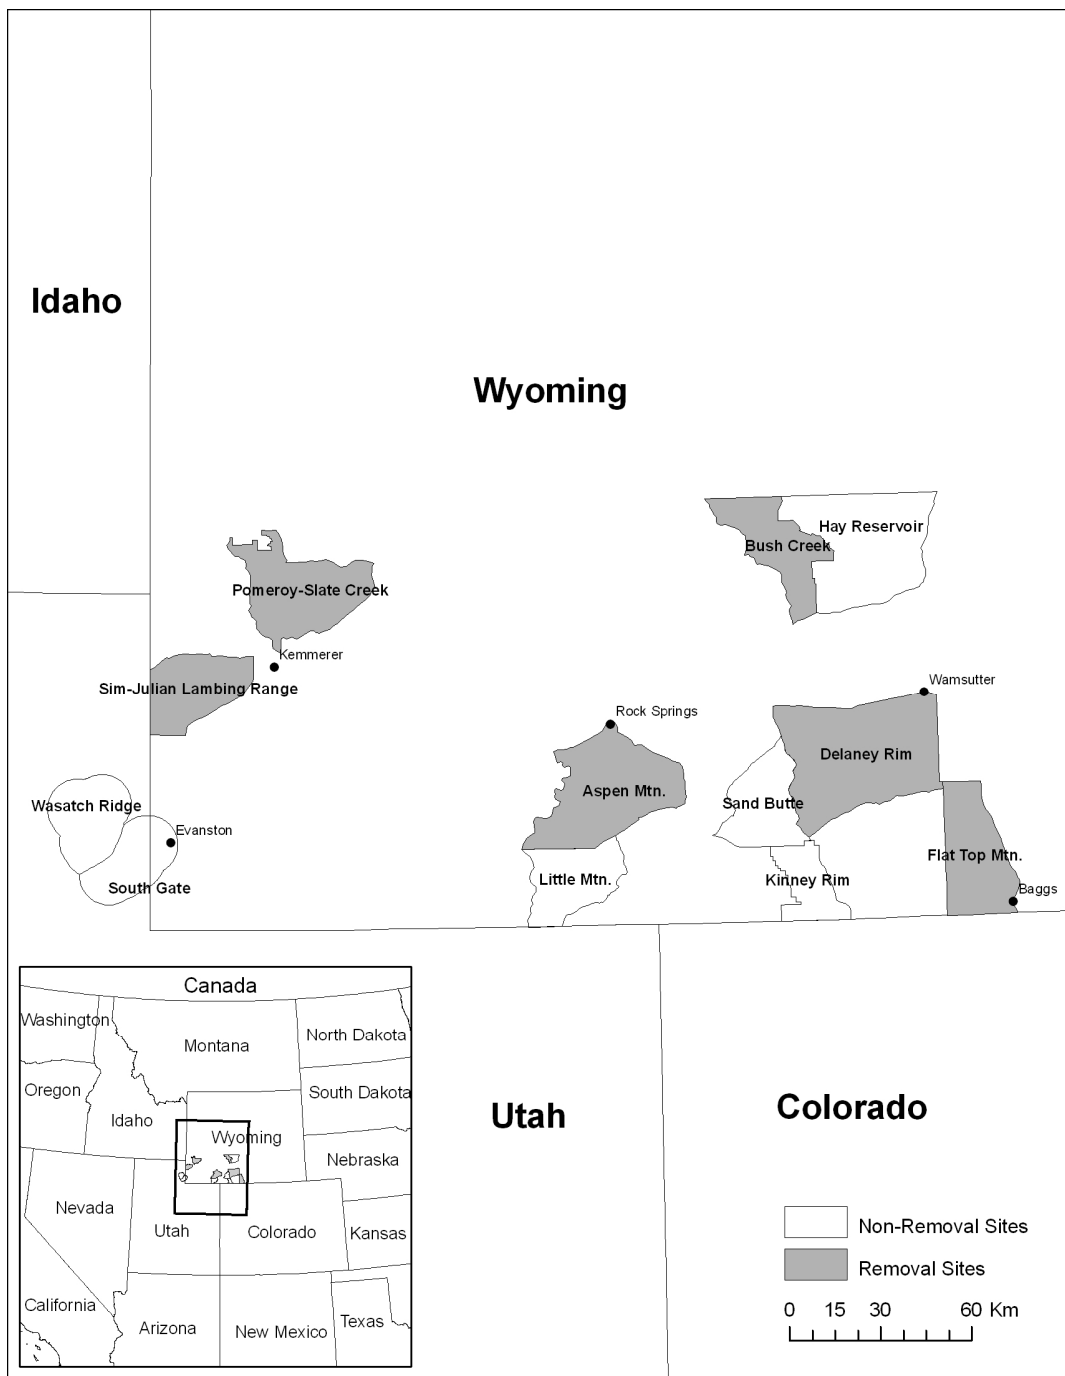 Idaho
Wyoming
Hay Reservoir
Bush Creek
Pomeroy-Slate Creek
Kemmerer
Sim-Julian Lambing Range
Wamsutter
Rock Springs
Delaney Rim
Aspen Mtn.
Sand Butte
Wasatch Ridge
Evanston
Flat Top Mtn.
Little Mtn.
Kinney Rim
South Gate
Baggs
Canada
Washington
North Dakota
Montana
Oregon
South Dakota
Idaho
Wyoming
Nebraska
Nevada
Utah
Colorado
Kansas
California
Arizona
New Mexico
Texas
Utah
Colorado
Non-Removal Sites
Removal Sites
0 15 30 60 Km